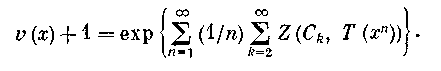 v (x) + 1 = exp { ∑_{n=1}^{∞} (1/n) ∑_{k=2}^{∞} Z (C_k, T (x^n)) } .